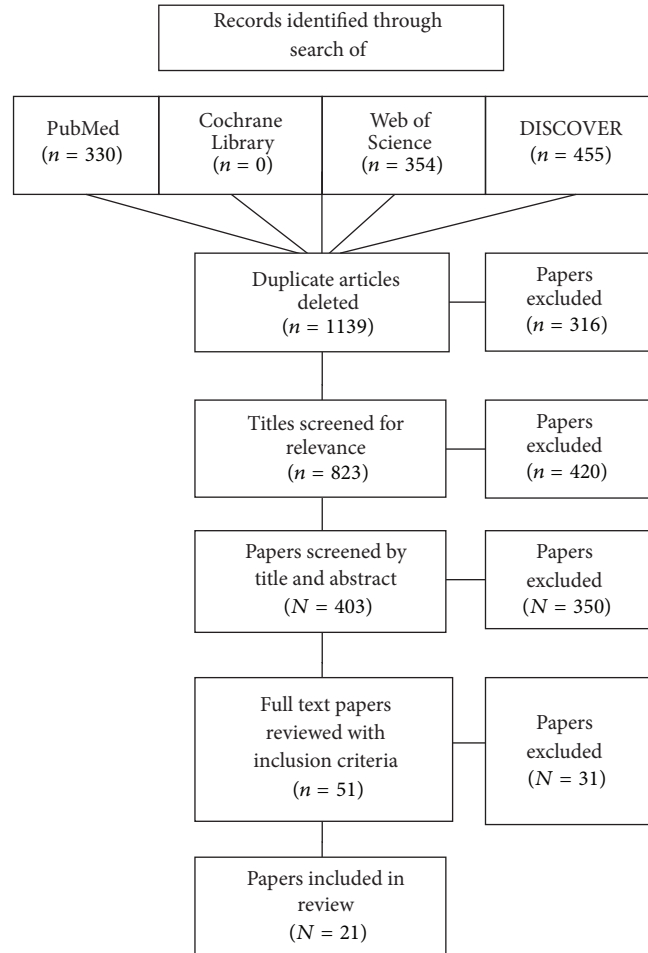 Records identified through
search of
PubMed
(n = 330)
Cochrane
Library
(n = 0)
Web of
Science
(n = 354)
DISCOVER
(n = 455)
Duplicate articles
deleted
(n = 1139)
Papers
excluded
(n = 316)
Titles screened for
relevance
(n = 823)
Papers
excluded
(n = 420)
Papers screened by
title and abstract
(N = 403)
Papers
excluded
(N = 350)
Full text papers
reviewed with
inclusion criteria
(n = 51)
Papers
excluded
(N = 31)
Papers included in
review
(N = 21)